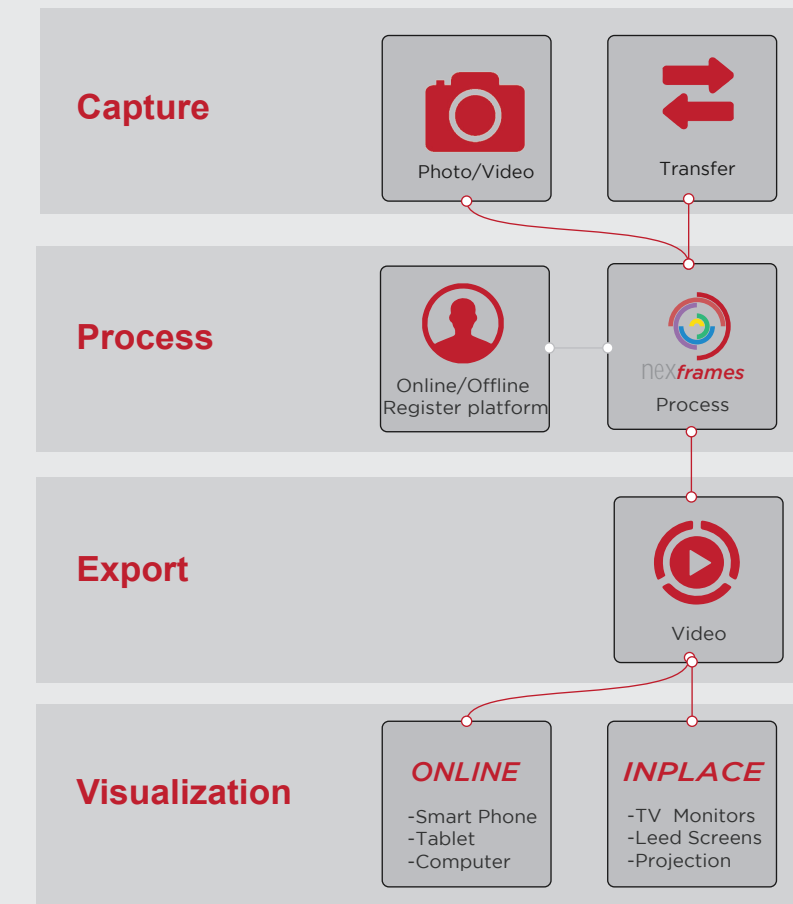 Capture
Photo/Video
Transfer
Process
Online/Offline
Register platform
nexframes
Process
Export
Video
Visualization
ONLINE
-Smart Phone
-Tablet
-Computer
INPLACE
-TV Monitors
-Leed Screens
-Projection